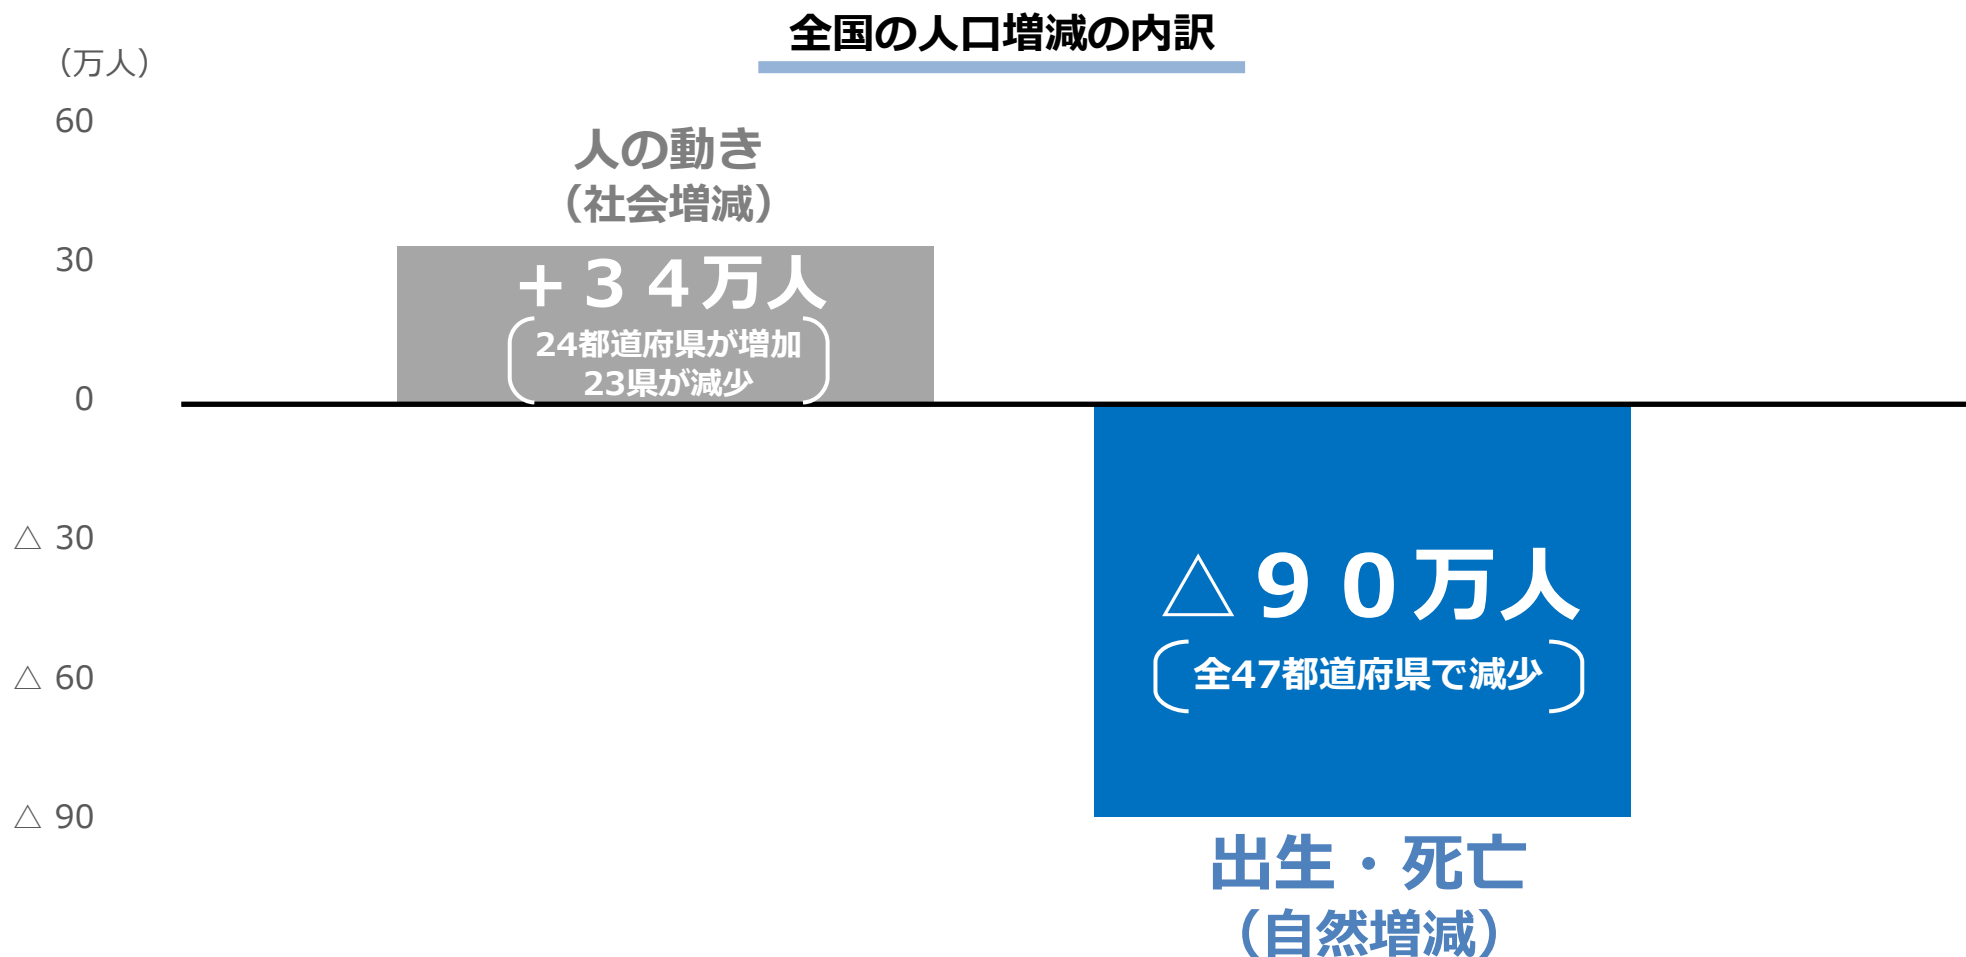 全国の人口増減の内訳
（万人）
60
30
0
△ 30
△ 60
△ 90
人の動き
（社会増減）
＋３４万人
24都道府県が増加
23県が減少
△９０万人
全47都道府県で減少
出生・死亡
（自然増減）